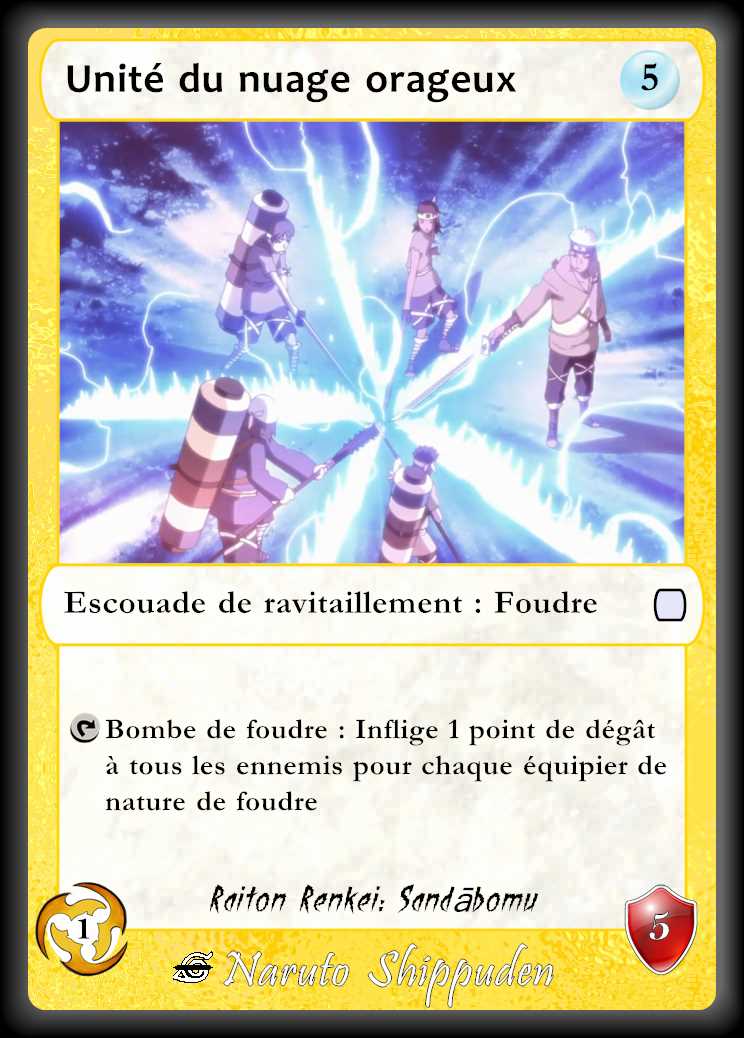 Unité du nuage orageux
5
Escouade de ravitaillement : Foudre
Bombe de foudre : Inflige 1 point de dégât
à tous les ennemis pour chaque équipier de
nature de foudre
Raiton Renkei: Sandābomu
1
5
Naruto Shippuden